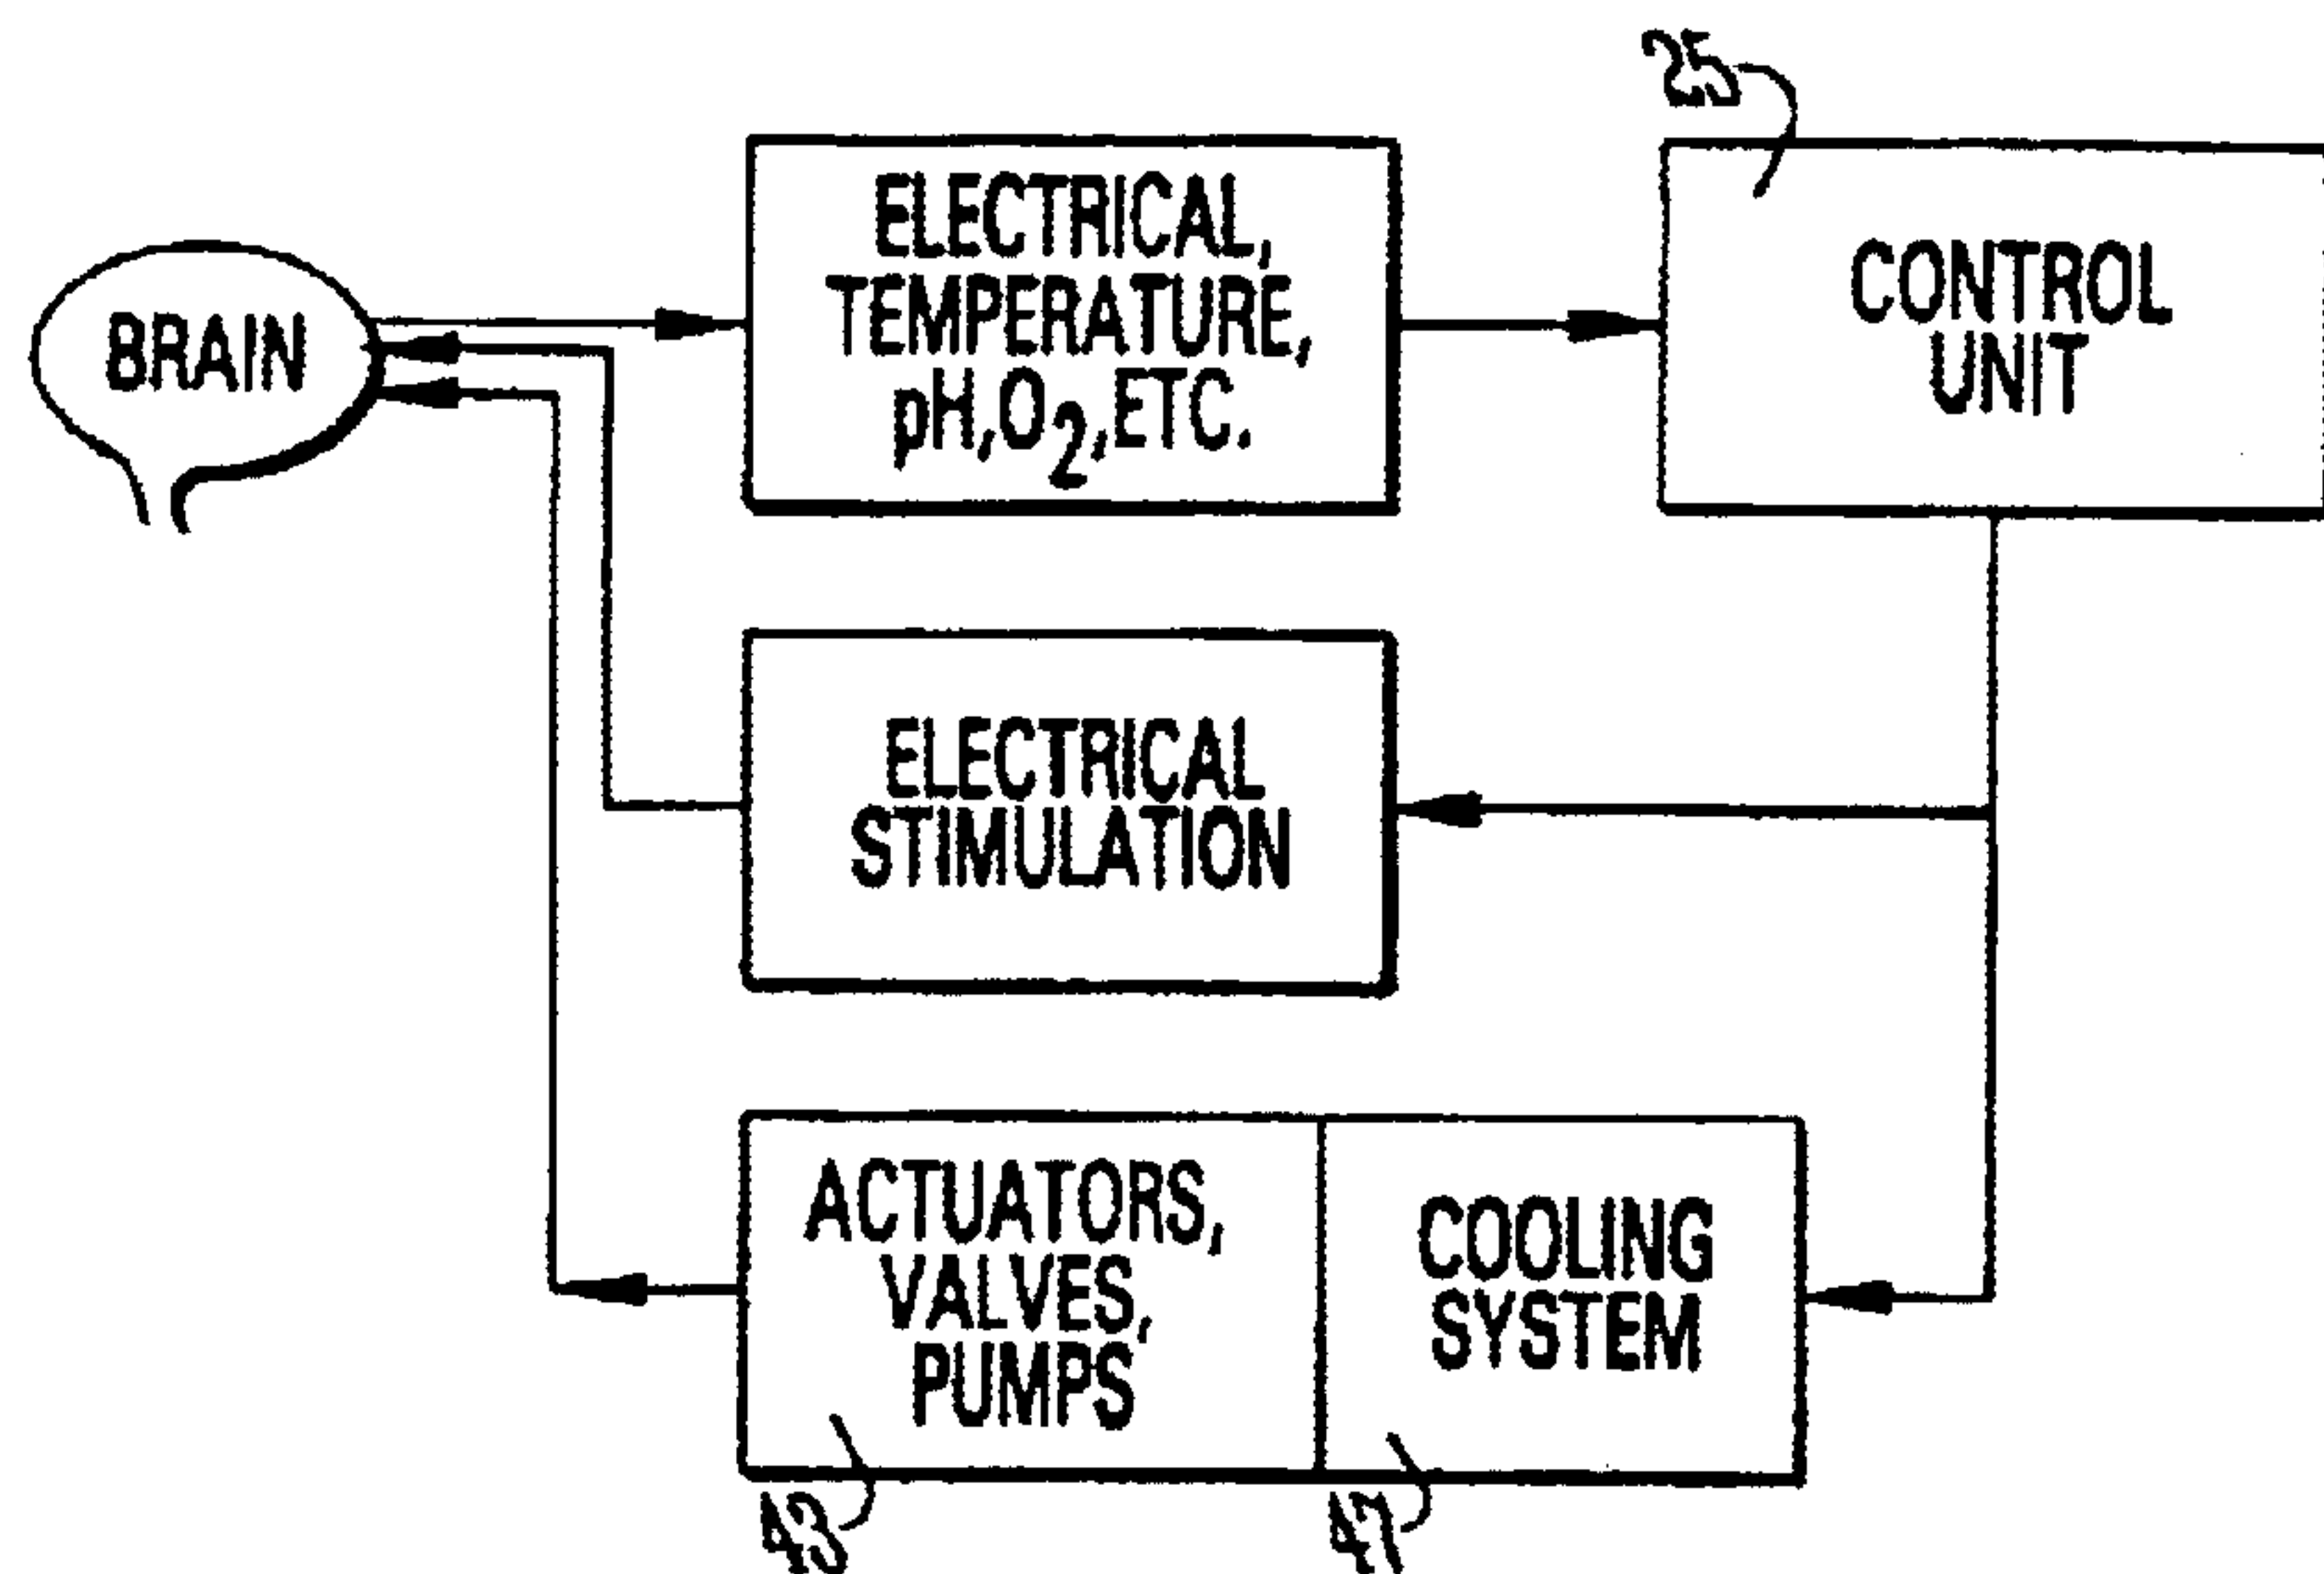 25
ELECTRICAL,
TEMPERATURE,
pH,O2,ETC.
CONTROL
UNIT
BRAIN
ELECTRICAL
STIMULATION
ACTUATORS,
VALVES,
PUMPS
COOLING
SYSTEM
43
47